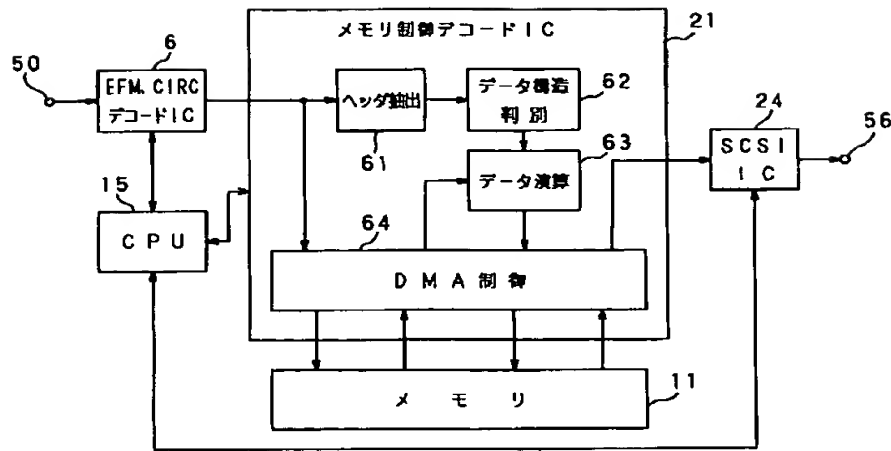 メモリ制御デコードIC
21
50
6
EFM.CIRC
デコードIC
ヘッダ抽出
61
データ構造
判別
62
データ演算
63
24
SCSI
IC
56
15
CPU
64
DMA制御
メモリ
11